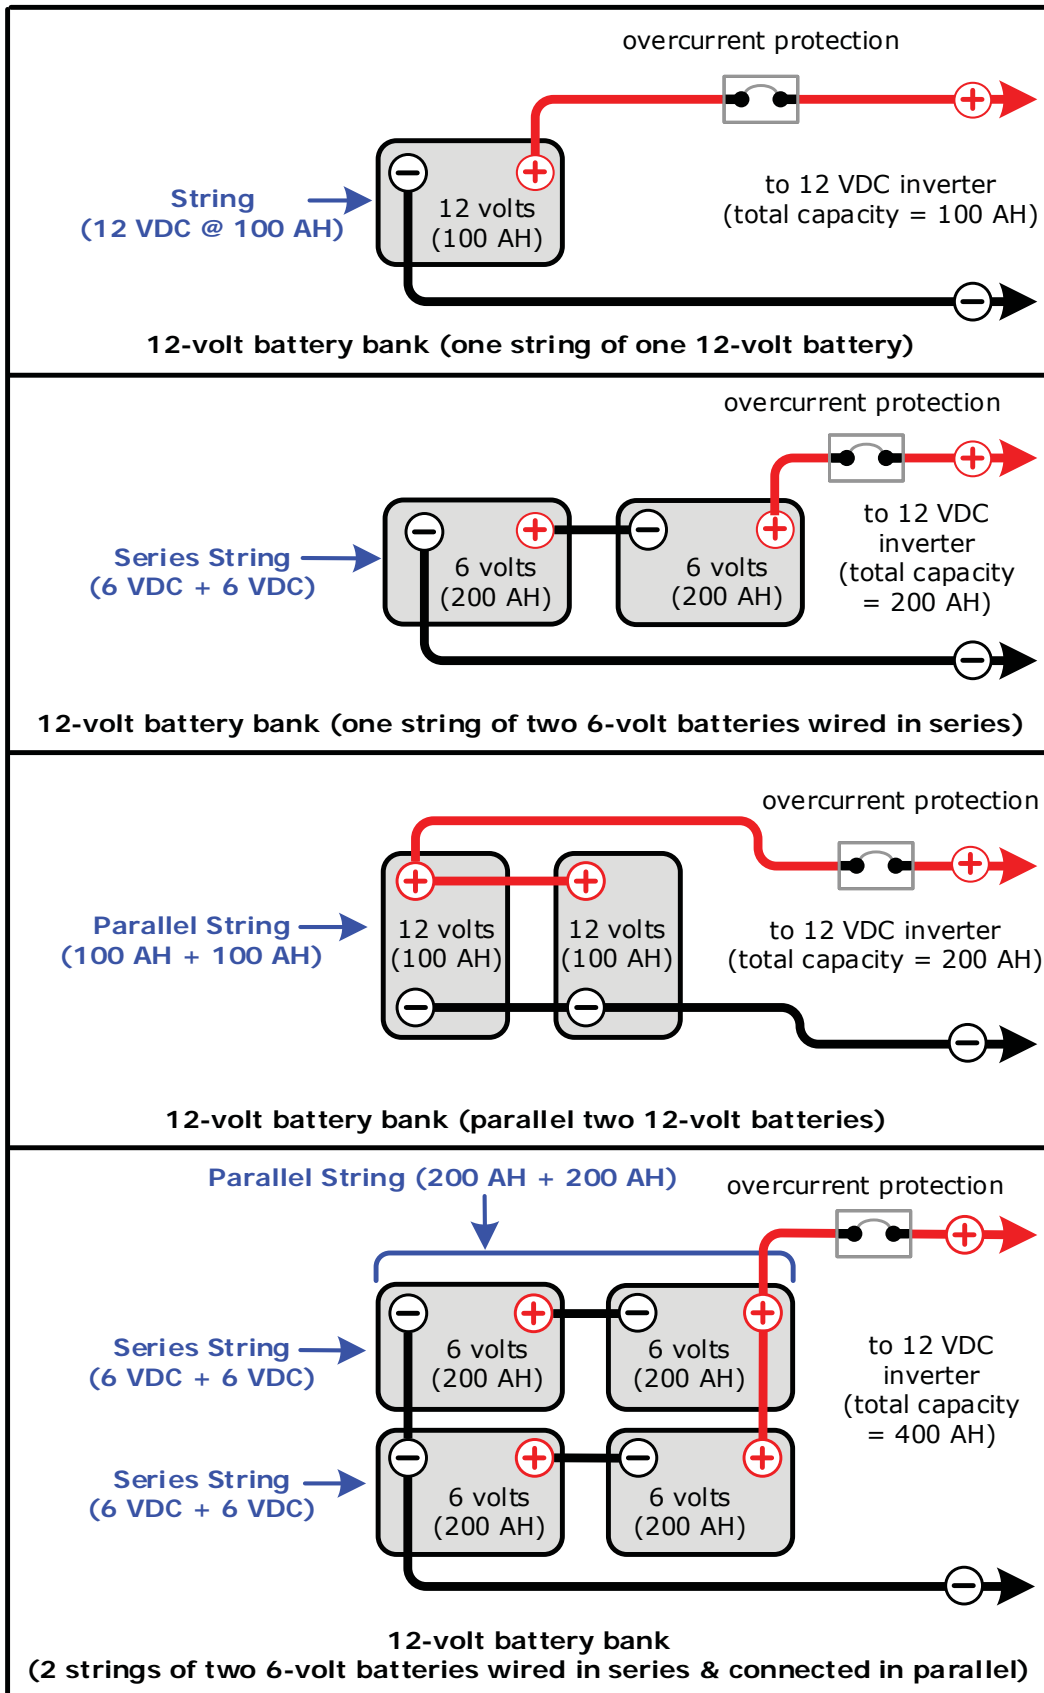 overcurrent protection
String
(12 VDC @ 100 AH)
12 volts
(100 AH)
to 12 VDC inverter
(total capacity = 100 AH)
12-volt battery bank (one string of one 12-volt battery)
overcurrent protection
Series String
(6 VDC + 6 VDC)
6 volts
(200 AH)
6 volts
(200 AH)
to 12 VDC
inverter
(total capacity
= 200 AH)
12-volt battery bank (one string of two 6-volt batteries wired in series)
overcurrent protection
Parallel String
(100 AH + 100 AH)
12 volts
(100 AH)
12 volts
(100 AH)
to 12 VDC inverter
(total capacity = 200 AH)
12-volt battery bank (parallel two 12-volt batteries)
Parallel String (200 AH + 200 AH)
overcurrent protection
Series String
(6 VDC + 6 VDC)
6 volts
(200 AH)
6 volts
(200 AH)
to 12 VDC
inverter
(total capacity
= 400 AH)
Series String
(6 VDC + 6 VDC)
6 volts
(200 AH)
6 volts
(200 AH)
12-volt battery bank
(2 strings of two 6-volt batteries wired in series & connected in parallel)